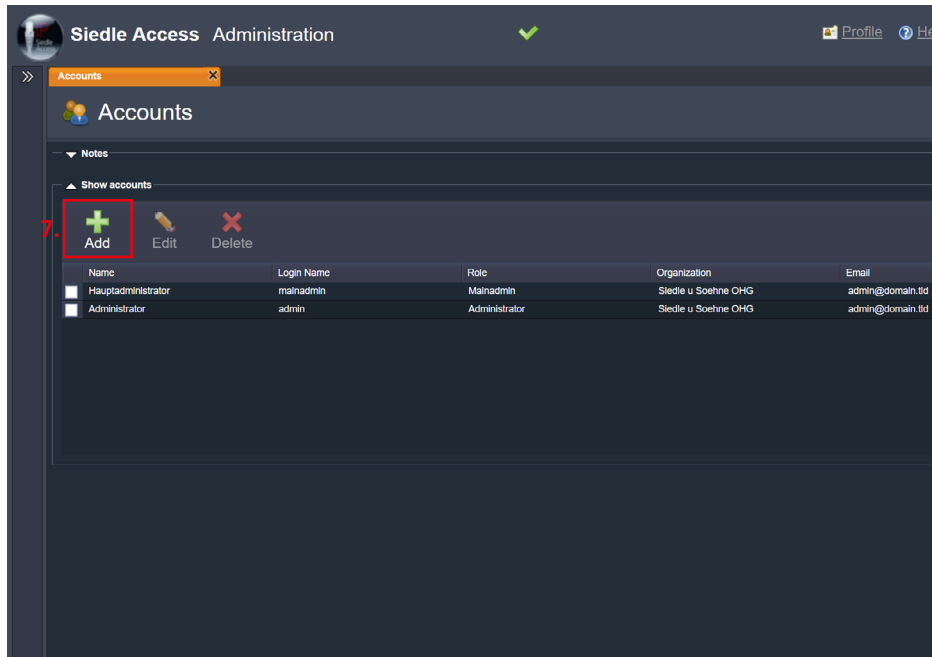 Siedle Access Administration
Profile
He
Accounts
Accounts
Notes
Show accounts
7.
Add Edit Delete
Name Login Name Role Organization Email
Hauptadministrator mainadmin Mainadmin Siedle u Soehne OHG admin@domain.tld
Administrator admin Administrator Siedle u Soehne OHG admin@domain.tld